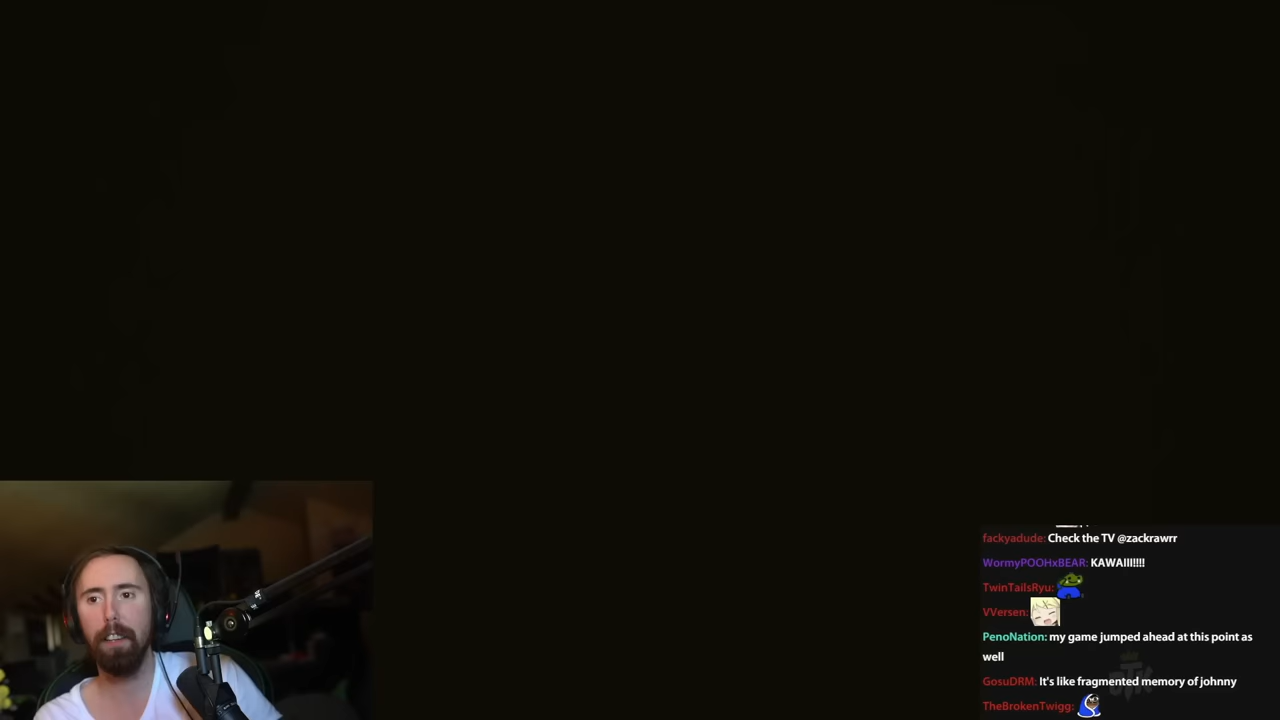 fackyadude: Check the TV @zackrawrr
WormyPOOHxBEAR: KAWAIII!!!!
TwinTailsRyu:
VVersen:
PenoNation: my game jumped ahead at this point as
well
GosuDRM: It's like fragmented memory of johnny
TheBrokenTwigg: